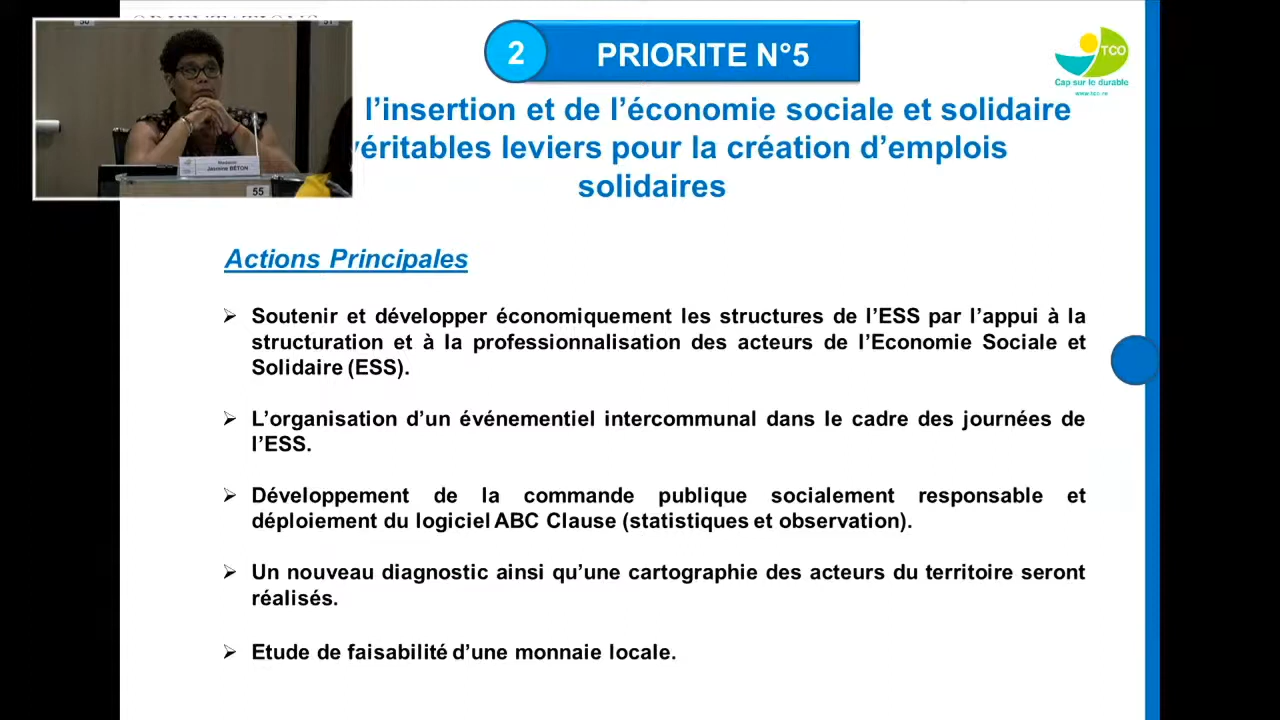 2
PRIORITE N°5
TCO
Cap sur le durable
www.tco.re
l’insertion et de l’économie sociale et solidaire
véritables leviers pour la création d’emplois
solidaires
Madame
Jasmine BÉTON
55
Actions Principales
Soutenir et développer économiquement les structures de l’ESS par l’appui à la
structuration et à la professionnalisation des acteurs de l’Economie Sociale et
Solidaire (ESS).
L’organisation d’un événementiel intercommunal dans le cadre des journées de
l’ESS.
Développement de la commande publique socialement responsable et
déploiement du logiciel ABC Clause (statistiques et observation).
Un nouveau diagnostic ainsi qu’une cartographie des acteurs du territoire seront
réalisés.
Etude de faisabilité d’une monnaie locale.